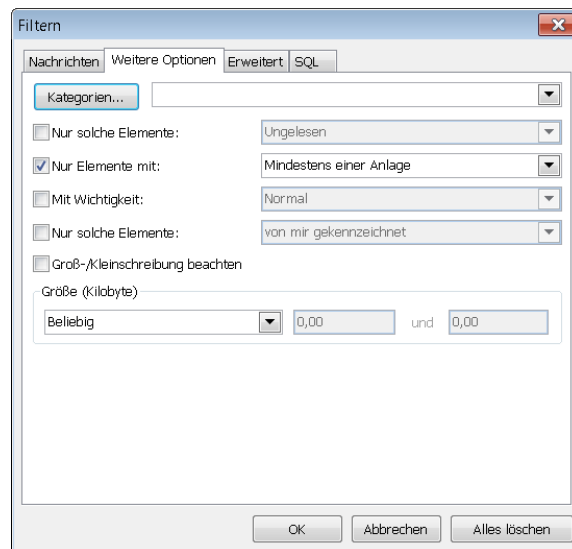 Filtern
Nachrichten Weitere Optionen Erweitert SQL
Kategorien...
Nur solche Elemente: Ungelesen
Nur Elemente mit: Mindestens einer Anlage
Mit Wichtigkeit: Normal
Nur solche Elemente: von mir gekennzeichnet
Groß-/Kleinschreibung beachten
Größe (Kilobyte)
Beliebig 0,00 und 0,00
OK Abbrechen Alles löschen